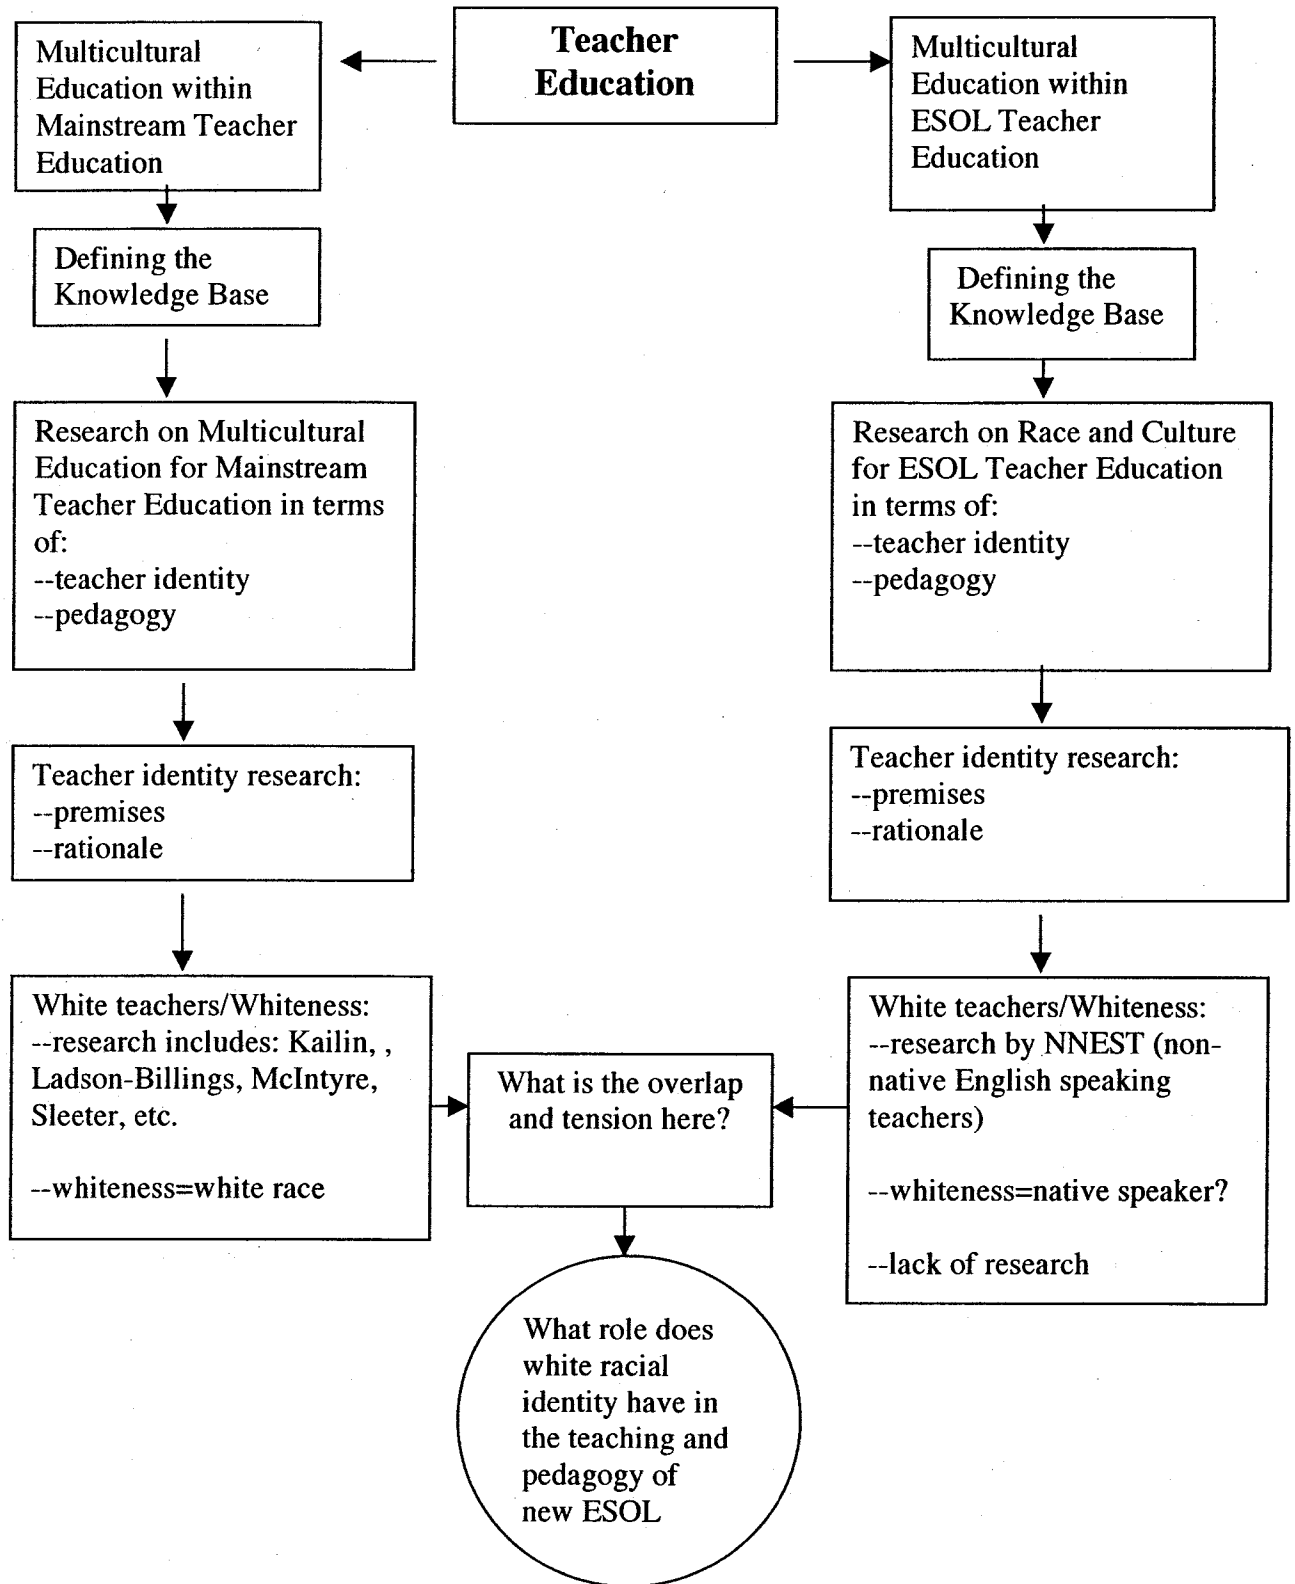 Teacher
Education
Multicultural
Education within
Mainstream Teacher
Education
Defining the
Knowledge Base
Research on Multicultural
Education for Mainstream
Teacher Education in terms
of:
--teacher identity
--pedagogy
Teacher identity research:
--premises
--rationale
White teachers/Whiteness:
--research includes: Kailin, ,
Ladson-Billings, McIntyre,
Sleeter, etc.
--whiteness=white race
Multicultural
Education within
ESOL Teacher
Education
Defining the
Knowledge Base
Research on Race and Culture
for ESOL Teacher Education
in terms of:
--teacher identity
--pedagogy
Teacher identity research:
--premises
--rationale
White teachers/Whiteness:
--research by NNEST (non-
native English speaking
teachers)
--whiteness=native speaker?
--lack of research
What is the overlap
and tension here?
What role does
white racial
identity have in
the teaching and
pedagogy of
new ESOL